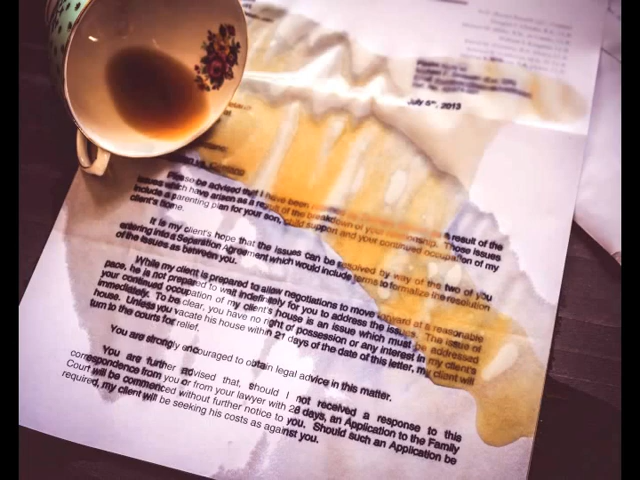 July 5th, 2013
Please be advised that I have been result of the
issues which have arisen as a result of the breakdown of Those issues
include a parenting plan for your son, child support and your continued occupation of my
client's home.
It is my client's hope that the issues can be resolved by way of the two of you
entering into a Separation Agreement which would include terms to formalize the resolution
of the issues as between you.
While my client is prepared to allow negotiations to move forward at a reasonable
pace, he is not prepared to wait indefinitely for you to address the issues. The issue of
your continued occupation of my client's house is an issue which must be addressed
immediately. To be clear, you have no right of possession or any interest in my client's
house. Unless you vacate his house within 21 days of the date of this letter, my client will
turn to the courts for relief.
You are strongly encouraged to obtain legal advice in this matter.
You are further advised that, should I not received a response to this
correspondence from you or from your lawyer with 28 days, an Application to the Family
Court will be commenced without further notice to you. Should such an Application be
required, my client will be seeking his costs as against you.